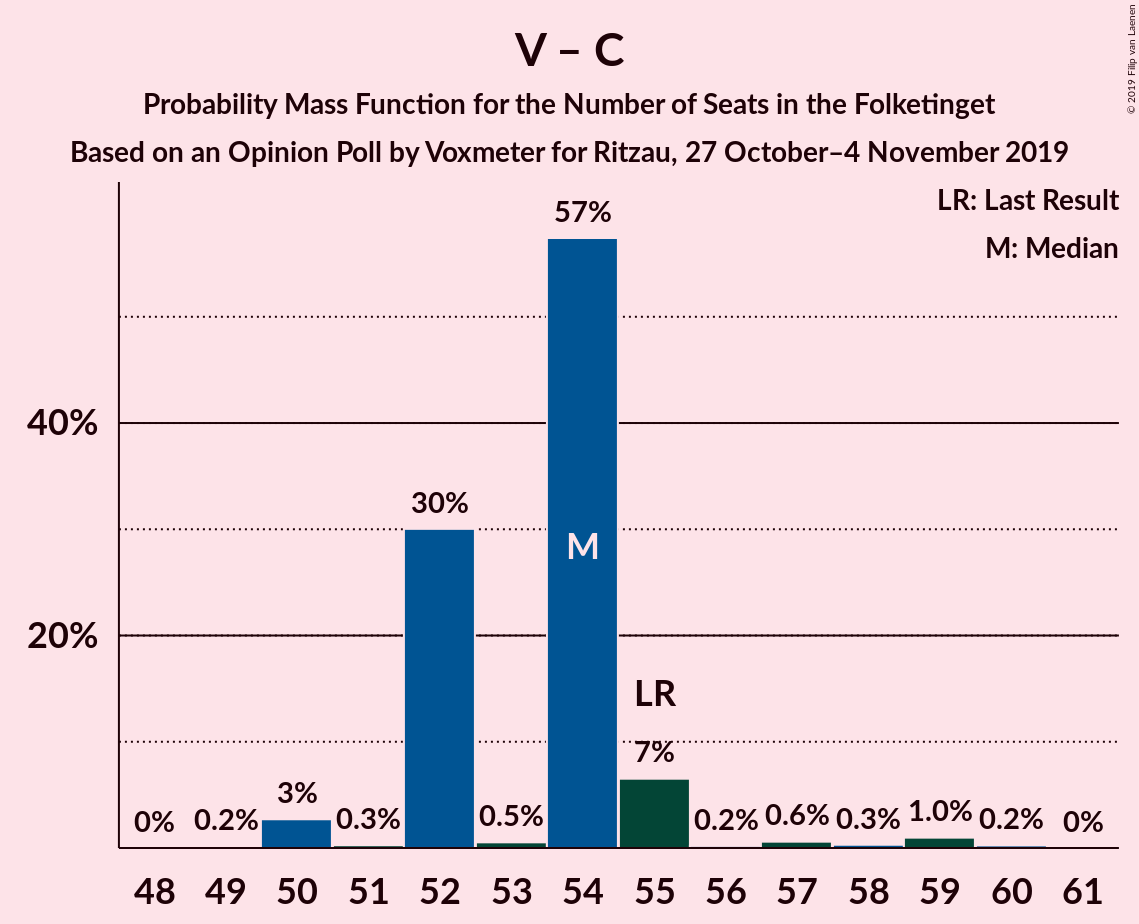 V – C
Probability Mass Function for the Number of Seats in the Folketinget
Based on an Opinion Poll by Voxmeter for Ritzau, 27 October–4 November 2019
© 2019 Filip van Laenen
LR: Last Result
M: Median
57%
40%
30%
M
20%
LR
7%
0% 0.2% 3% 0.3% 0.5% 0.2% 0.6% 0.3% 1.0% 0.2% 0%
48 49 50 51 52 53 54 55 56 57 58 59 60 61